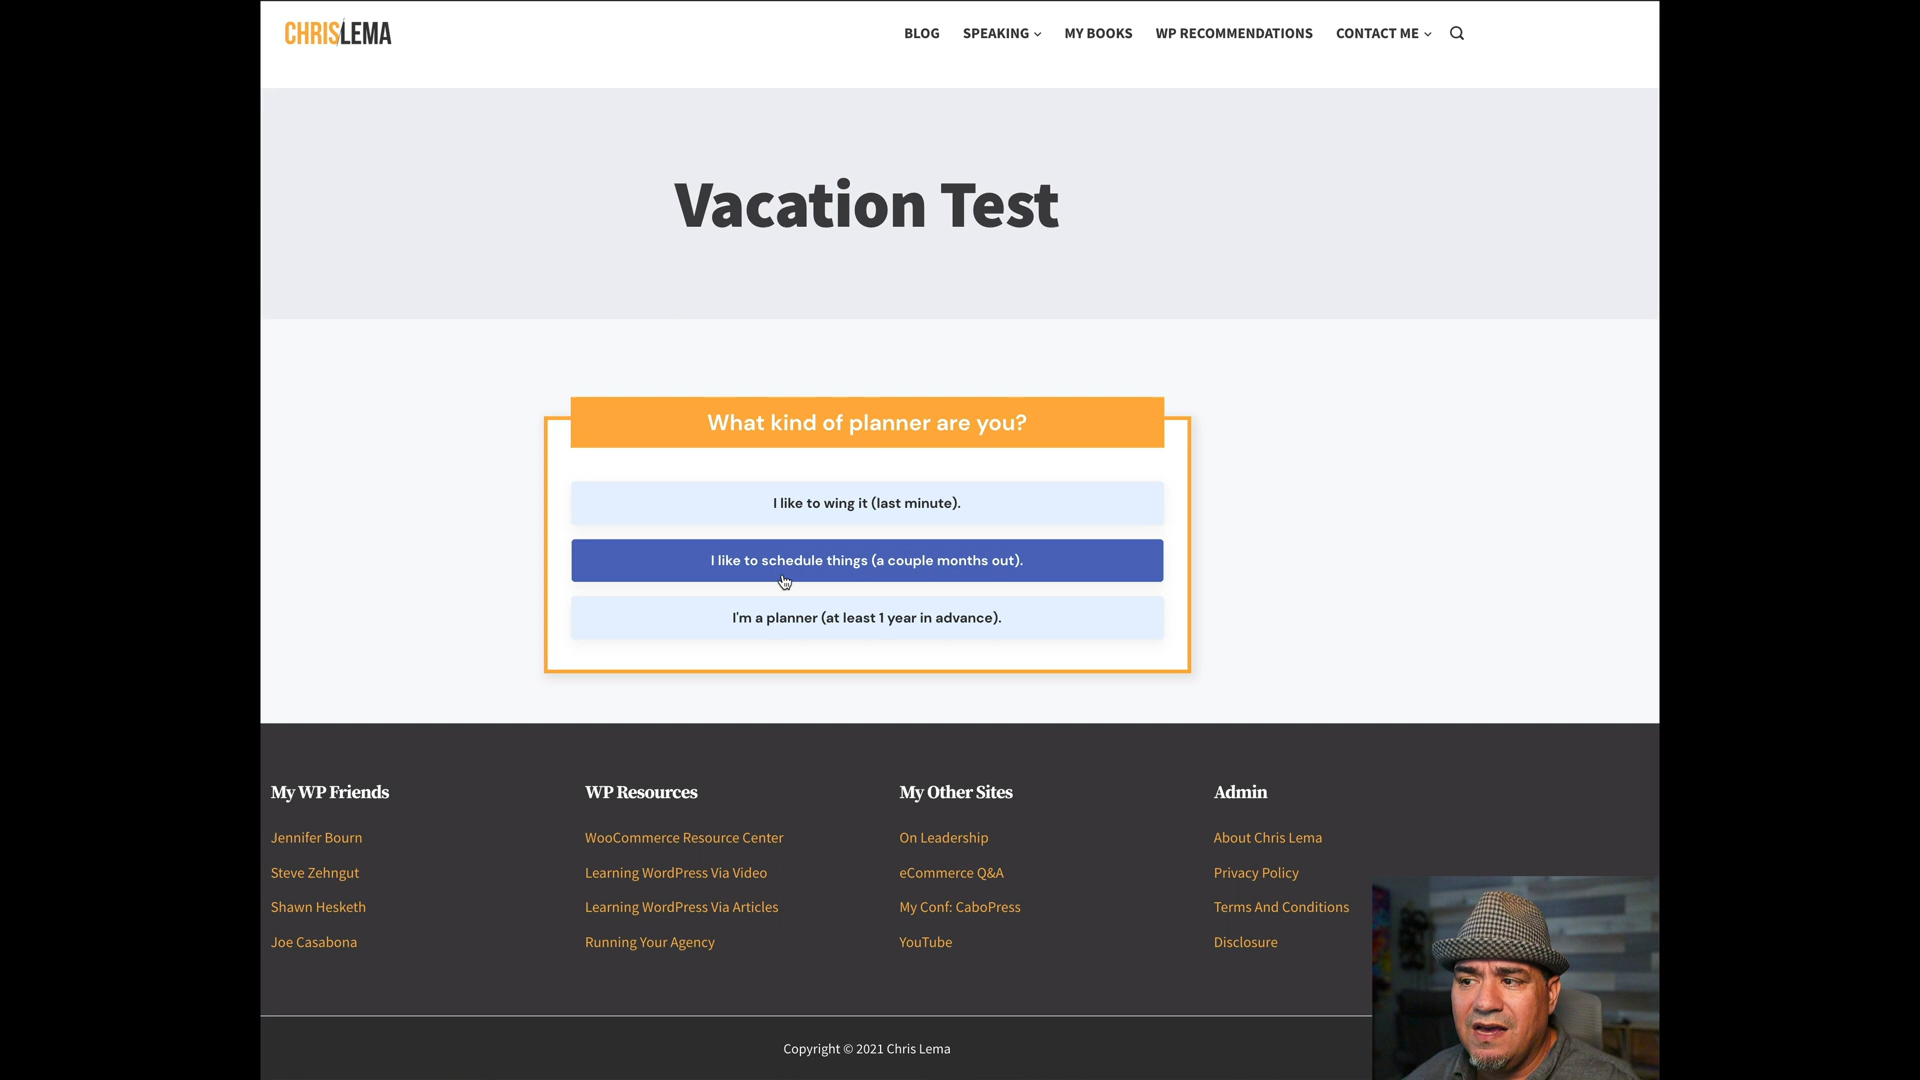 CHRISLEMA
BLOG SPEAKING MY BOOKS WP RECOMMENDATIONS CONTACT ME
Vacation Test
What kind of planner are you?
I like to wing it (last minute).
I like to schedule things (a couple months out).
I'm a planner (at least 1 year in advance).
My WP Friends
Jennifer Bourn
Steve Zehngut
Shawn Hesketh
Joe Casabona
WP Resources
WooCommerce Resource Center
Learning WordPress Via Video
Learning WordPress Via Articles
Running Your Agency
My Other Sites
On Leadership
eCommerce Q&A
My Conf: CaboPress
YouTube
Admin
About Chris Lema
Privacy Policy
Terms And Conditions
Disclosure
Copyright © 2021 Chris Lema